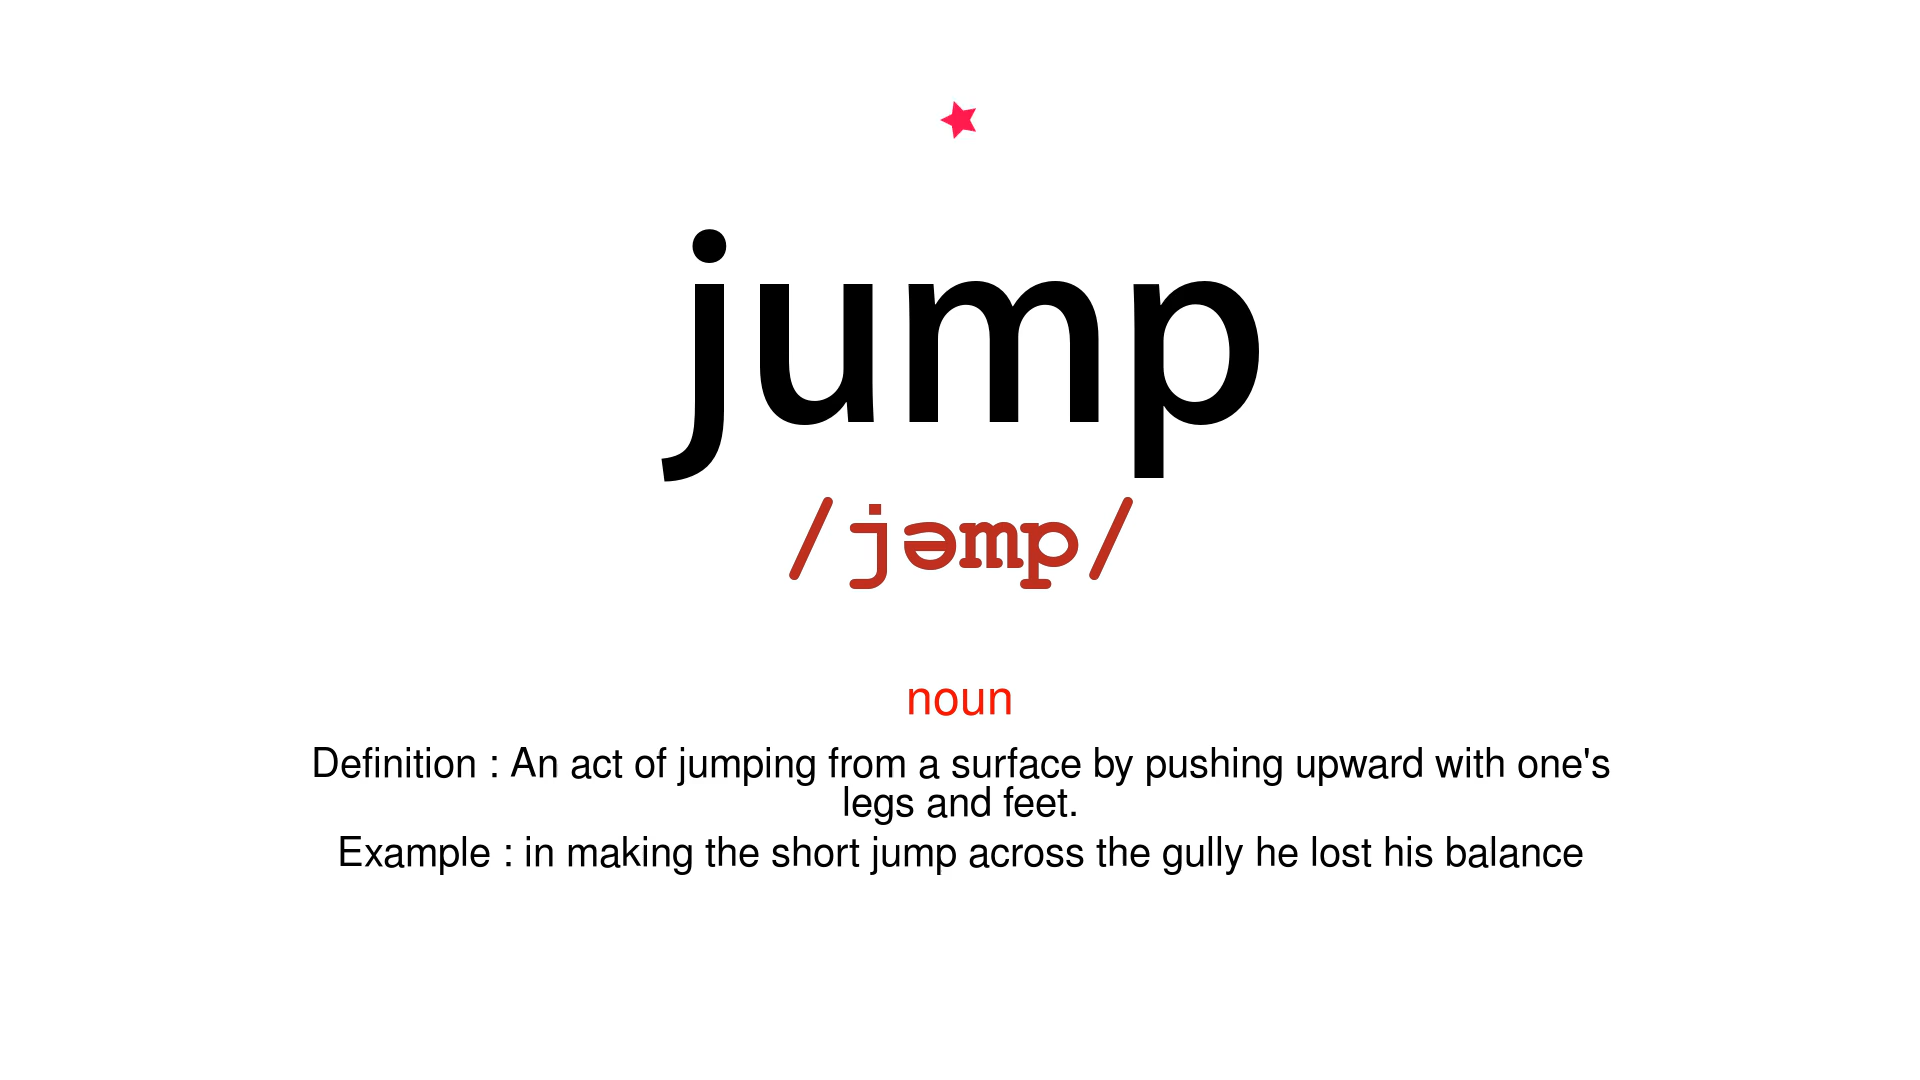 jump
/jəmp/
noun
Definition : An act of jumping from a surface by pushing upward with one's
legs and feet.
Example : in making the short jump across the gully he lost his balance